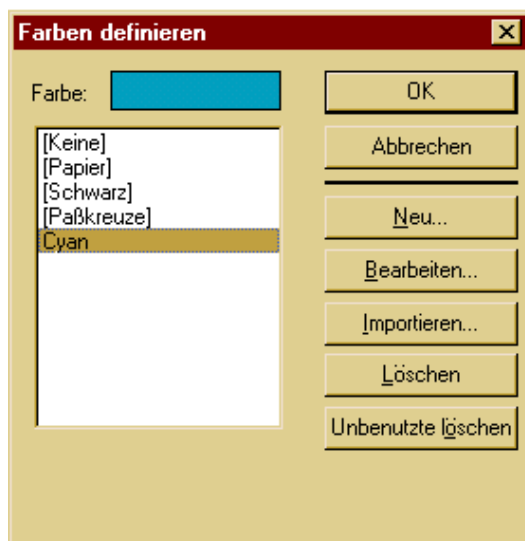 Farben definieren
Farbe:
OK
[Keine]
[Papier]
[Schwarz]
[Paßkreuze]
Cyan
Abbrechen
Neu...
Bearbeiten...
Importieren...
Löschen
Unbenutzte löschen